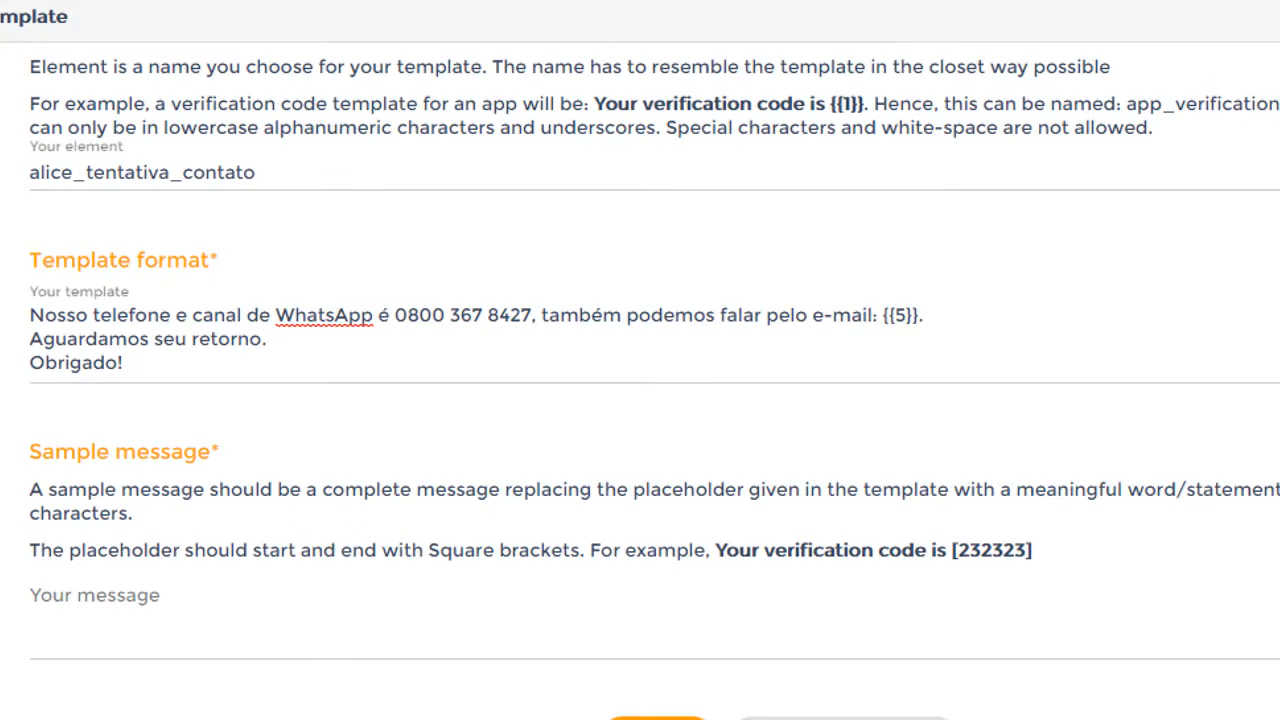 mplate
Element is a name you choose for your template. The name has to resemble the template in the closet way possible
For example, a verification code template for an app will be: Your verification code is {{1}}. Hence, this can be named: app_verification
can only be in lowercase alphanumeric characters and underscores. Special characters and white-space are not allowed.
Your element
alice_tentativa_contato
Template format*
Your template
Nosso telefone e canal de WhatsApp é 0800 367 8427, também podemos falar pelo e-mail: {{5}}.
Aguardamos seu retorno.
Obrigado!
Sample message*
A sample message should be a complete message replacing the placeholder given in the template with a meaningful word/statement
characters.
The placeholder should start and end with Square brackets. For example, Your verification code is [232323]
Your message